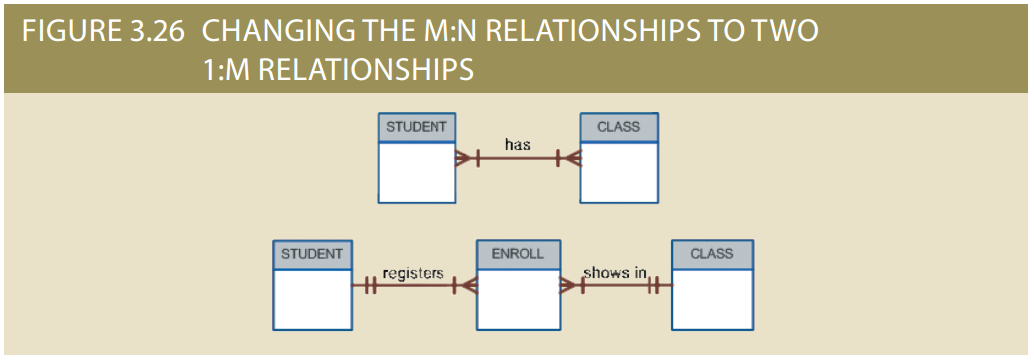 FIGURE 3.26 CHANGING THE M:N RELATIONSHIPS TO TWO
1:M RELATIONSHIPS
STUDENT
has
CLASS
STUDENT
registers
ENROLL
shows in
CLASS